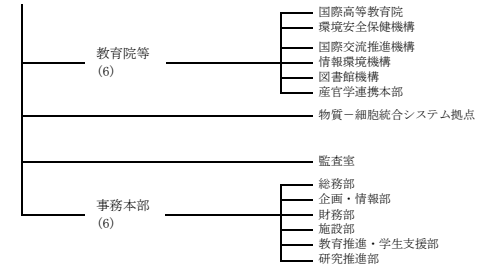 国際高等教育院
環境安全保健機構
教育院等
(6)
国際交流推進機構
情報環境機構
図書館機構
産官学連携本部
物質－細胞統合システム拠点
監査室
事務本部
(6)
総務部
企画・情報部
財務部
施設部
教育推進・学生支援部
研究推進部